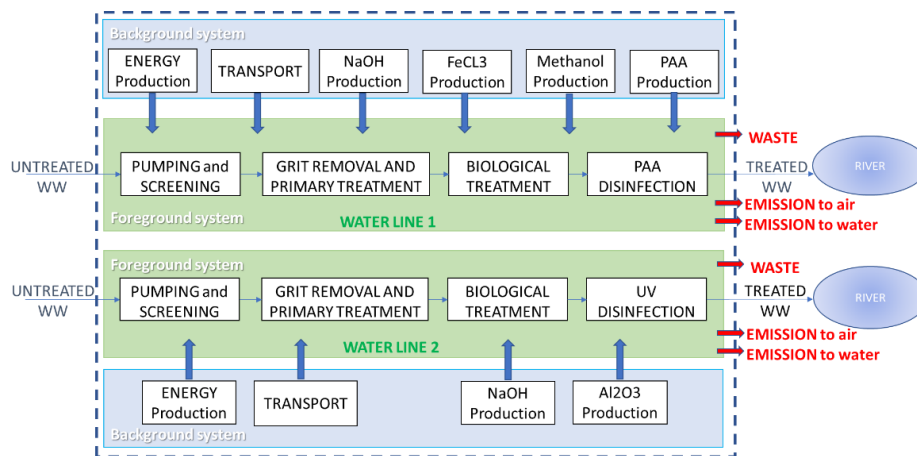 Background system
ENERGY
Production
TRANSPORT
NaOH
Production
FeCL3
Production
Methanol
Production
PAA
Production
WASTE
UNTREATED
WW
PUMPING and
SCREENING
GRIT REMOVAL AND
PRIMARY TREATMENT
BIOLOGICAL
TREATMENT
PAA
DISINFECTION
TREATED
WW
RIVER
EMISSION to air
Foreground system
WATER LINE 1
EMISSION to water
Foreground system
WASTE
UNTREATED
WW
PUMPING and
SCREENING
GRIT REMOVAL AND
PRIMARY TREATMENT
BIOLOGICAL
TREATMENT
UV
DISINFECTION
TREATED
WW
RIVER
EMISSION to air
WATER LINE 2
EMISSION to water
ENERGY
Production
TRANSPORT
NaOH
Production
Al2O3
Production
Background system